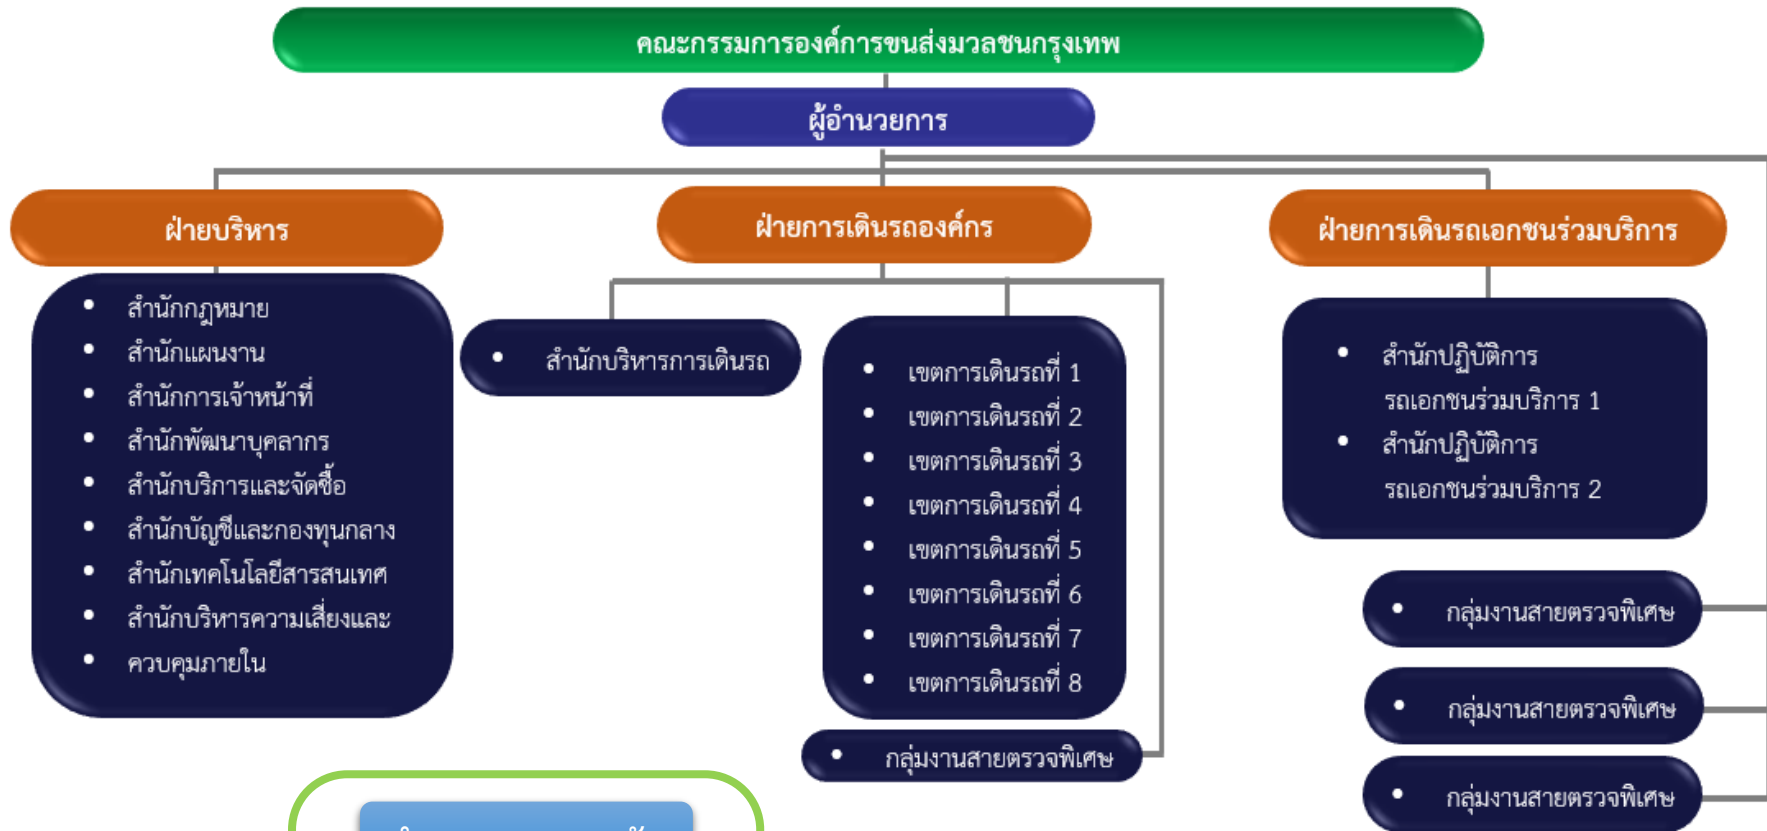 คณะกรรมการองค์การขนส่งมวลชนกรุงเทพ
ผู้อำนวยการ
ฝ่ายบริหาร
• สำนักกฎหมาย
• สำนักแผนงาน
• สำนักการเจ้าหน้าที่
• สำนักพัฒนาบุคลากร
• สำนักบริการและจัดซื้อ
• สำนักบัญชีและกองทุนกลาง
• สำนักเทคโนโลยีสารสนเทศ
• สำนักบริหารความเสี่ยงและ
• ควบคุมภายใน
ฝ่ายการเดินรถองค์กร
• สำนักบริหารการเดินรถ
• เขตการเดินรถที่ 1
• เขตการเดินรถที่ 2
• เขตการเดินรถที่ 3
• เขตการเดินรถที่ 4
• เขตการเดินรถที่ 5
• เขตการเดินรถที่ 6
• เขตการเดินรถที่ 7
• เขตการเดินรถที่ 8
• กลุ่มงานสายตรวจพิเศษ
ฝ่ายการเดินรถเอกชนร่วมบริการ
• สำนักปฏิบัติการ
รถเอกชนร่วมบริการ 1
• สำนักปฏิบัติการ
รถเอกชนร่วมบริการ 2
• กลุ่มงานสายตรวจพิเศษ
• กลุ่มงานสายตรวจพิเศษ
• กลุ่มงานสายตรวจพิเศษ